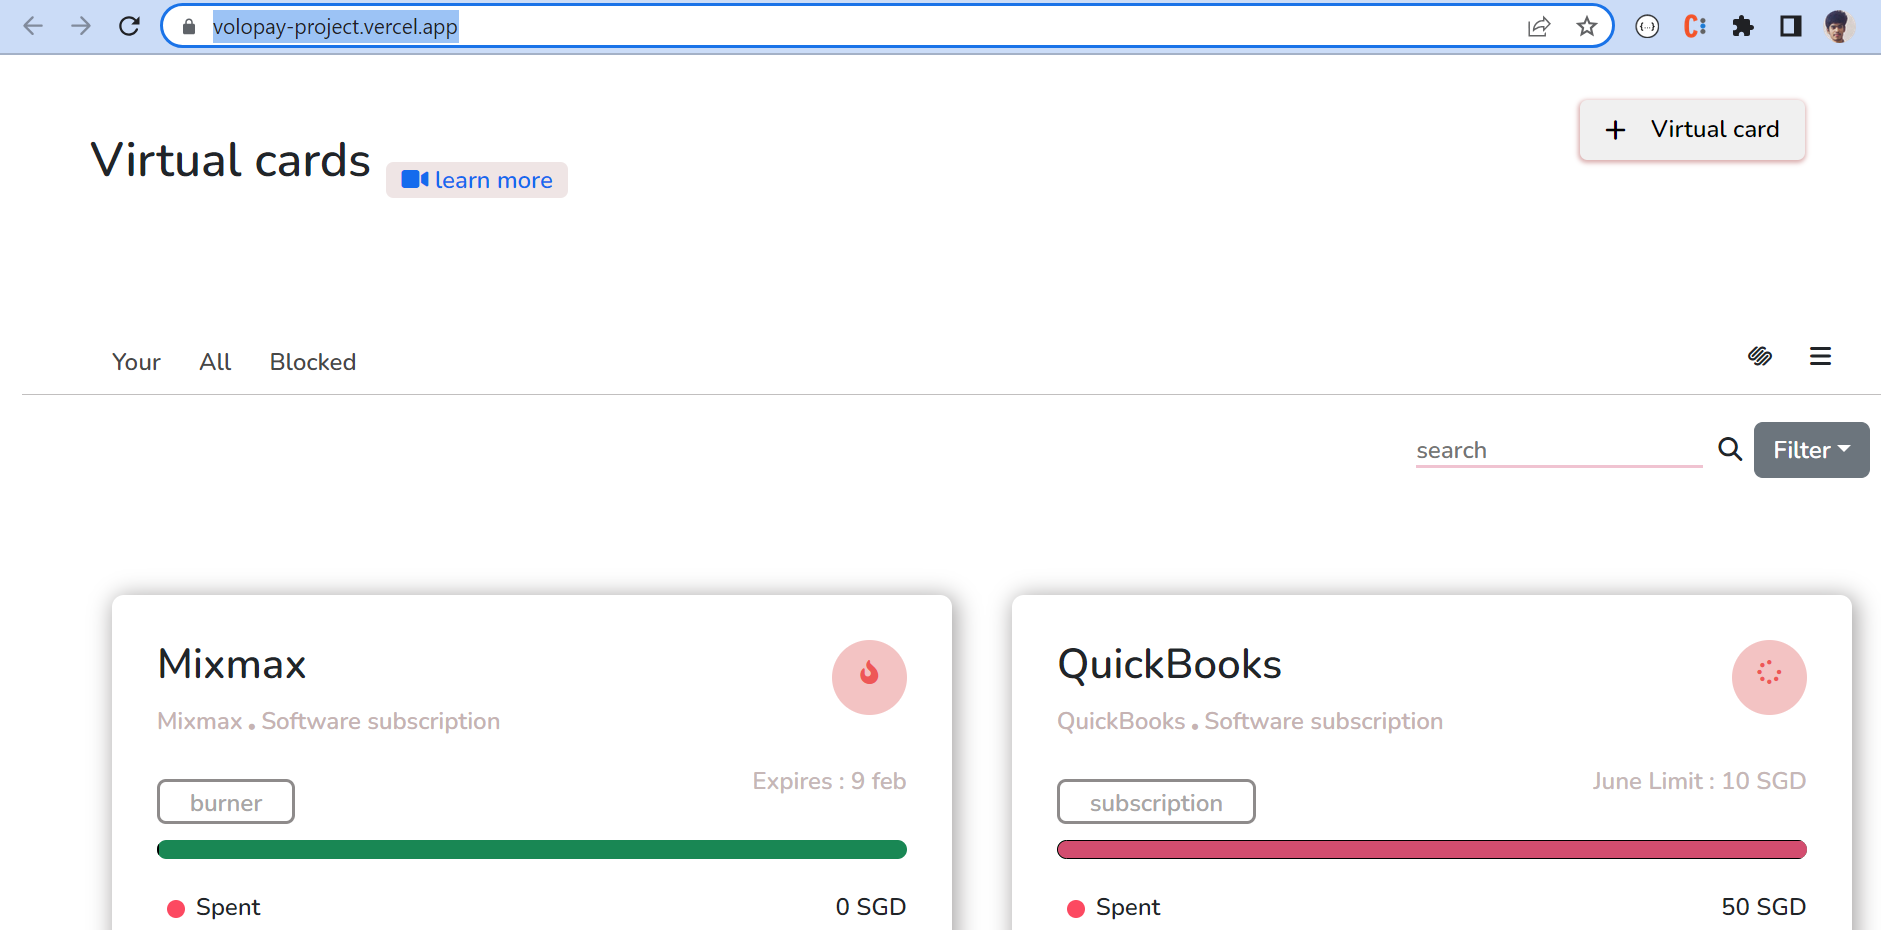 volopay-project.vercel.app
Virtual card
Virtual cards
learn more
Your All Blocked
search Filter
Mixmax
Mixmax . Software subscription
Expires : 9 feb
burner
Spent 0 SGD
QuickBooks
QuickBooks . Software subscription
June Limit : 10 SGD
subscription
Spent 50 SGD